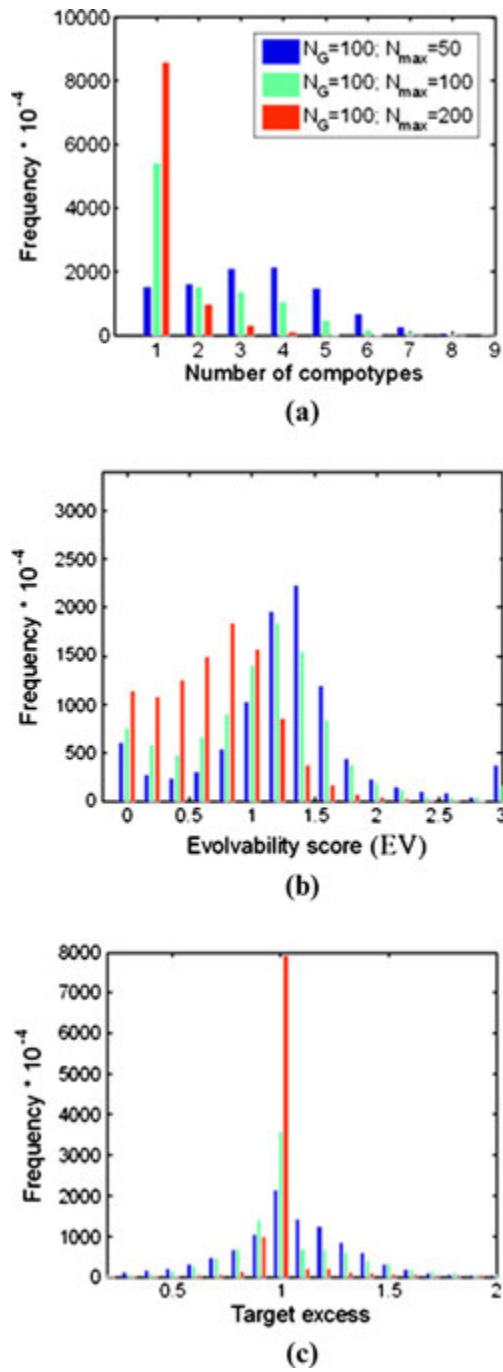 10000
8000
6000
4000
2000
0
Frequency * 10⁻⁴
N_G=100; N_max=50
N_G=100; N_max=100
N_G=100; N_max=200
1 2 3 4 5 6 7 8 9
Number of compotypes
(a)
3000
2500
2000
1500
1000
500
0
Frequency * 10⁻⁴
0 0.5 1 1.5 2 2.5 3
Evolvability score (EV)
(b)
8000
7000
6000
5000
4000
3000
2000
1000
0
Frequency * 10⁻⁴
0.5 1 1.5 2
Target excess
(c)